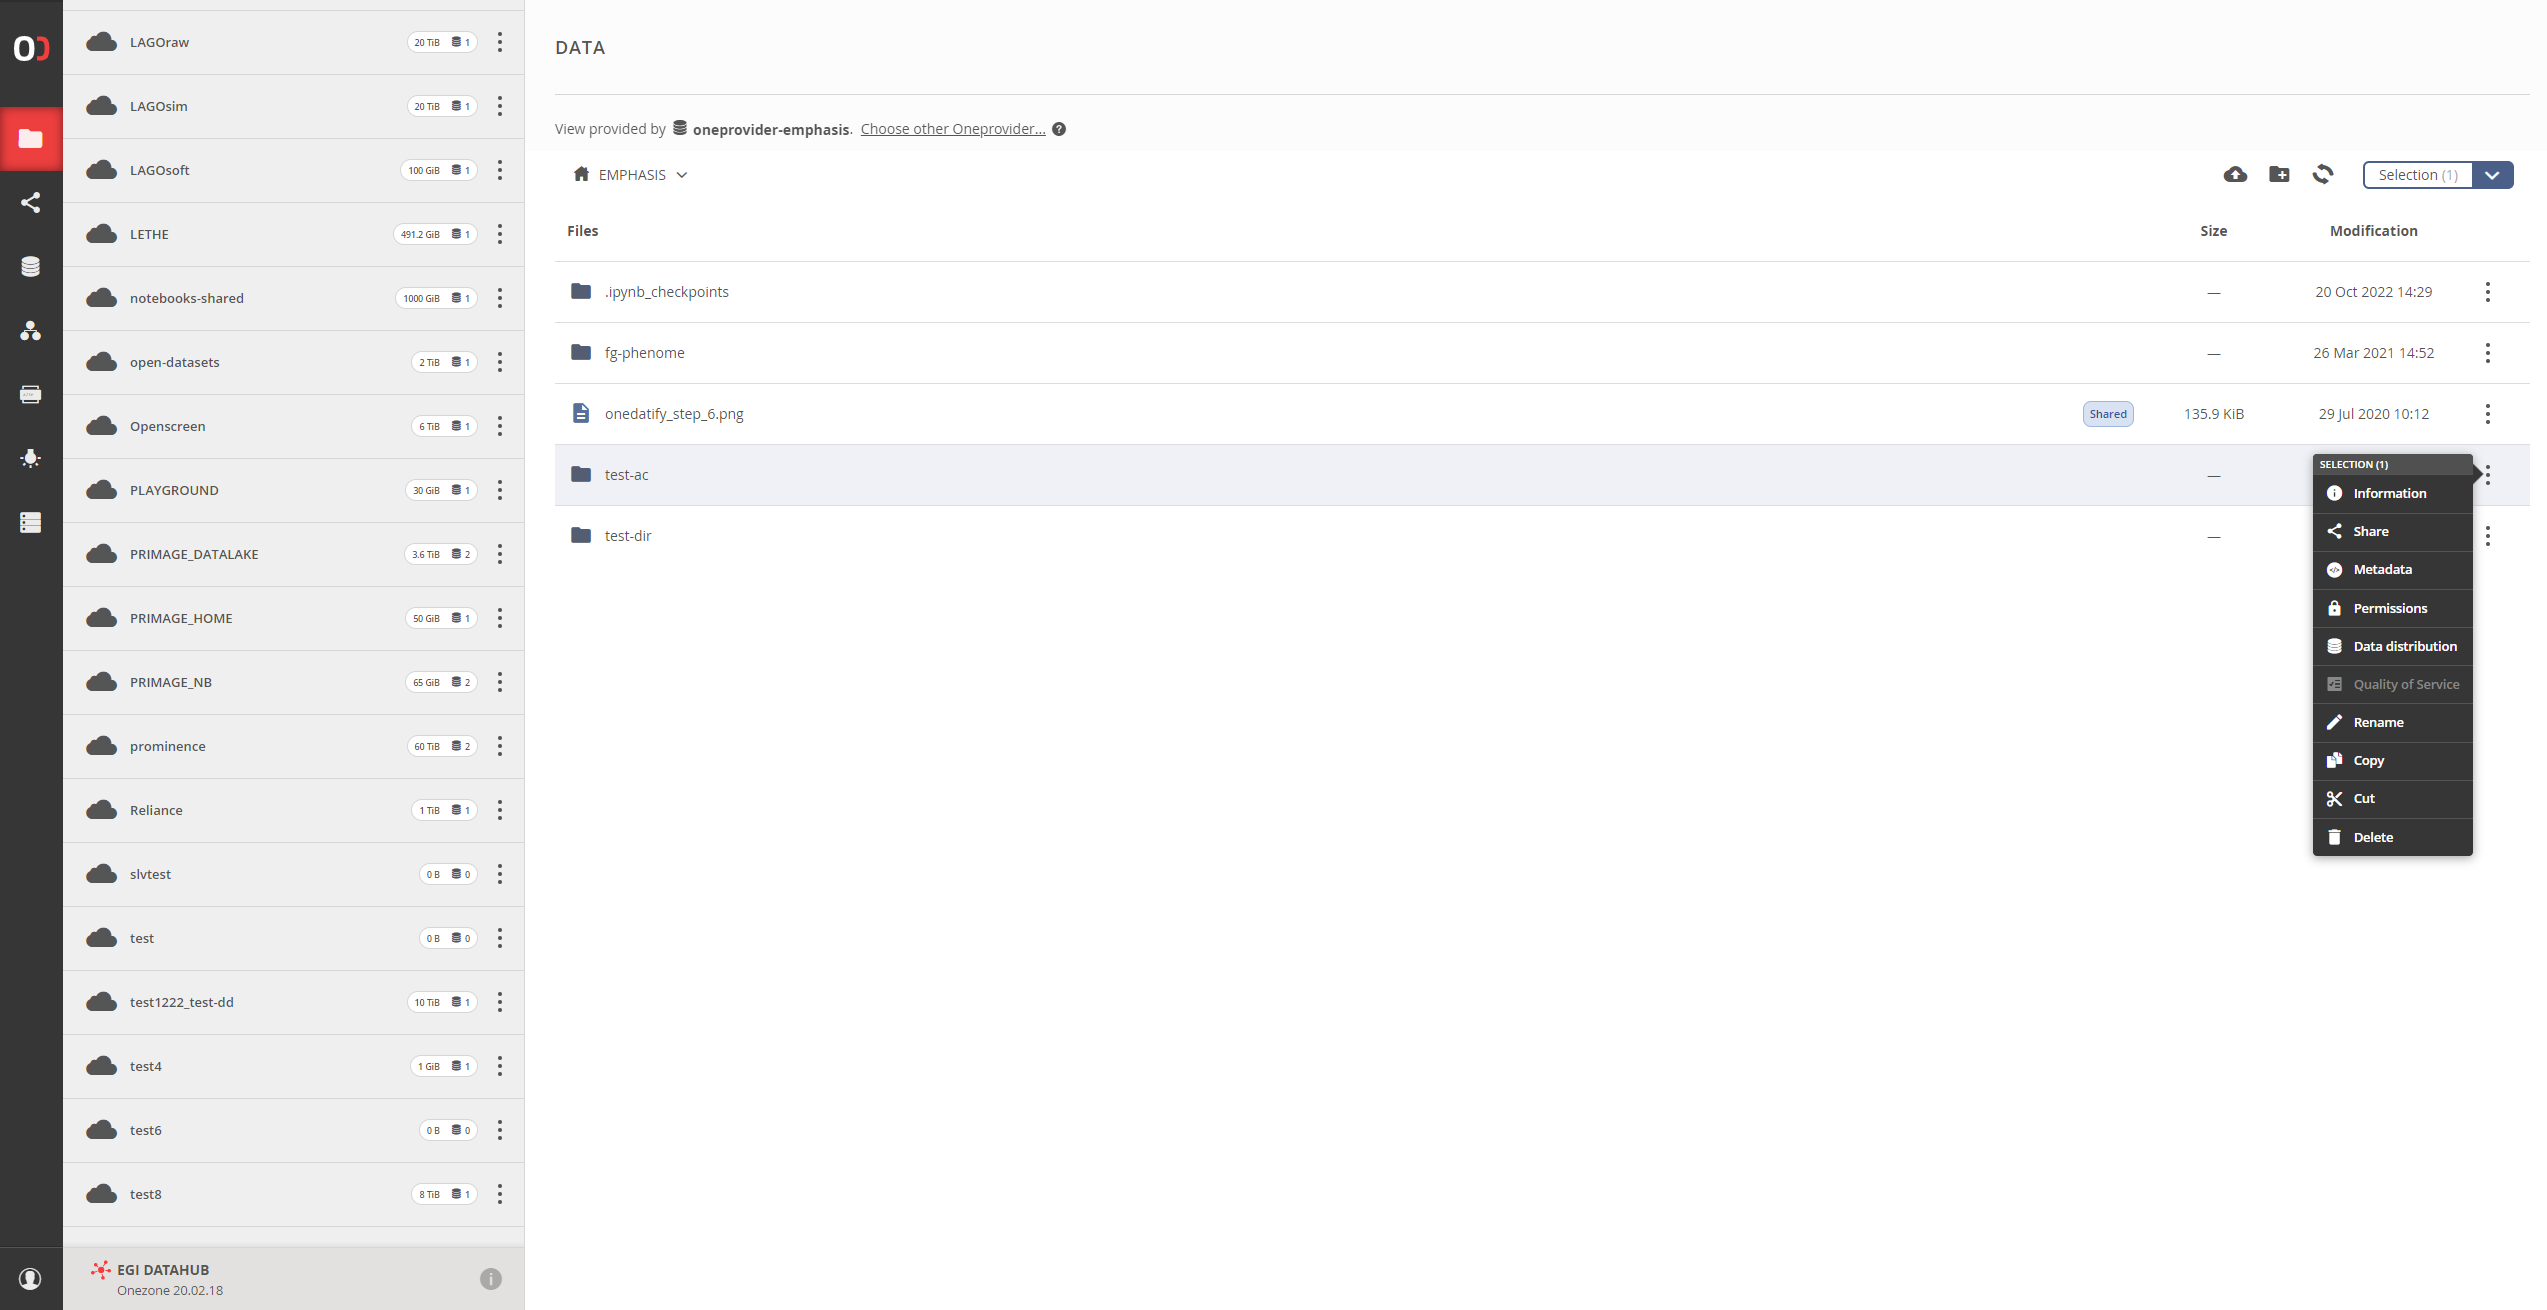 LAGOraw 20 TiB 1
LAGOsim 20 TiB 1
LAGOsoft 100 GiB 1
LETHE 491.2 GiB 1
notebooks-shared 1000 GiB 1
open-datasets 2 TiB 1
Openscreen 6 TiB 1
PLAYGROUND 30 GiB 1
PRIMAGE_DATALAKE 3.6 TiB 2
PRIMAGE_HOME 50 GiB 1
PRIMAGE_NB 65 GiB 2
prominence 60 TiB 2
Reliance 1 TiB 1
slvtest 0 B 0
test 0 B 0
test1222_test-dd 10 TiB 1
test4 1 GiB 1
test6 0 B 0
test8 8 TiB 1
EGI DATAHUB
Onezone 20.02.18
DATA
View provided by oneprovider-emphasis. Choose other Oneprovider...
EMPHASIS
Selection (1)
Files Size Modification
.ipynb_checkpoints — 20 Oct 2022 14:29
fg-phenome — 26 Mar 2021 14:52
onedatify_step_6.png Shared 135.9 KiB 29 Jul 2020 10:12
test-ac —
test-dir —
SELECTION (1)
Information
Share
Metadata
Permissions
Data distribution
Quality of Service
Rename
Copy
Cut
Delete